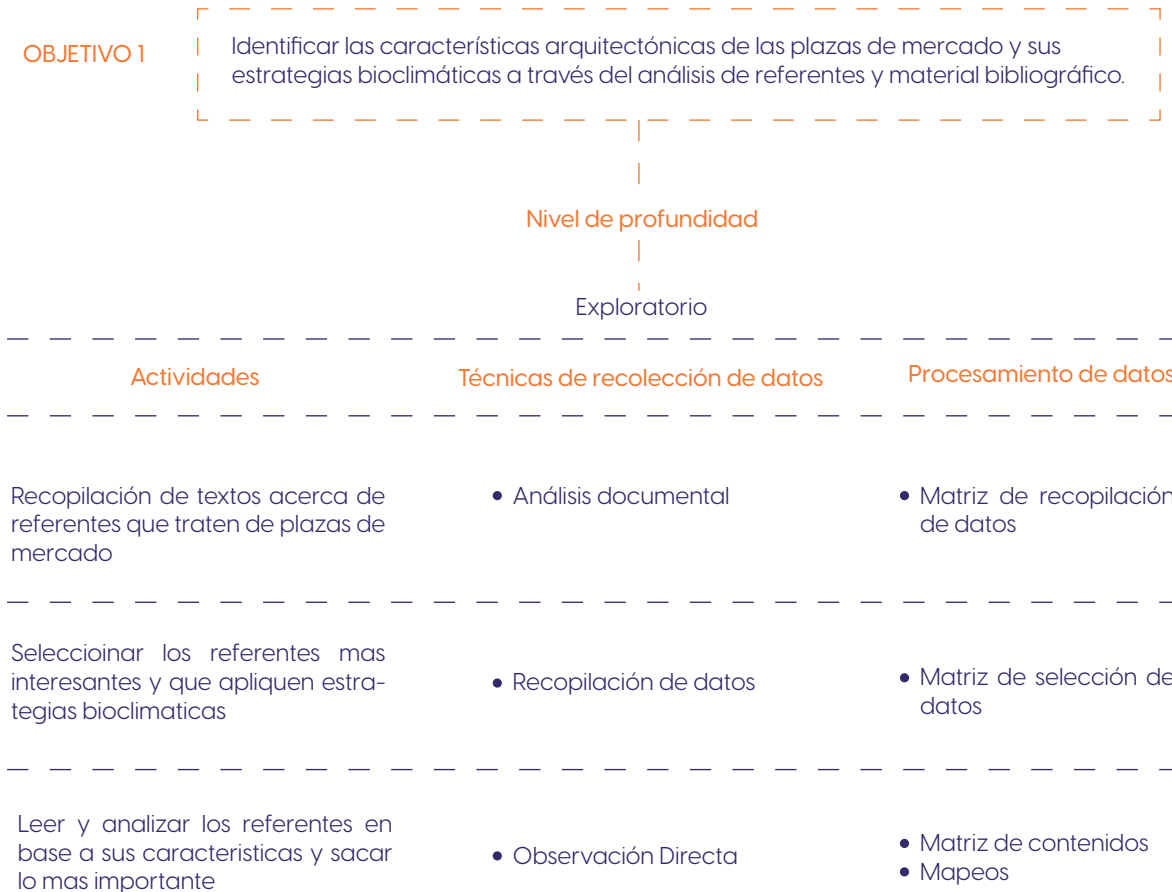 OBJETIVO 1
Identificar las carácterísticas arquitectónicas de las plazas de mercado y sus
estrategias bioclimáticas a través del análisis de referentes y material bibliográfico.
Nivel de profundidad
Exploratorio
Actividades
Técnicas de recolección de datos
Procesamiento de datos
Recopilación de textos acerca de
referentes que traten de plazas de
mercado
• Análisis documental
• Matriz de recopilación
de datos
Seleccioinar los referentes mas
interesantes y que apliquen estra-
tegias bioclimaticas
• Recopilación de datos
• Matriz de selección de
datos
Leer y analizar los referentes en
base a sus caracteristicas y sacar
lo mas importante
• Observación Directa
• Matriz de contenidos
• Mapeos